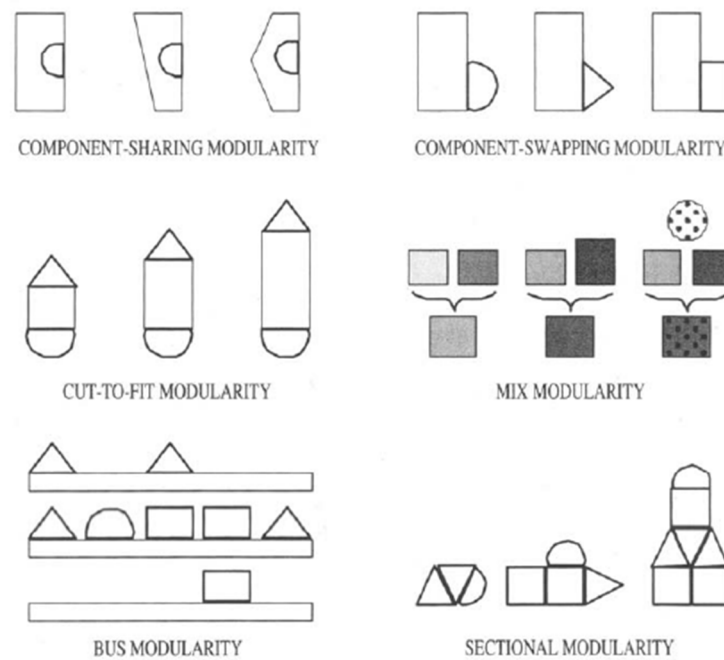 COMPONENT-SHARING MODULARITY
COMPONENT-SWAPPING MODULARITY
CUT-TO-FIT MODULARITY
MIX MODULARITY
BUS MODULARITY
SECTIONAL MODULARITY